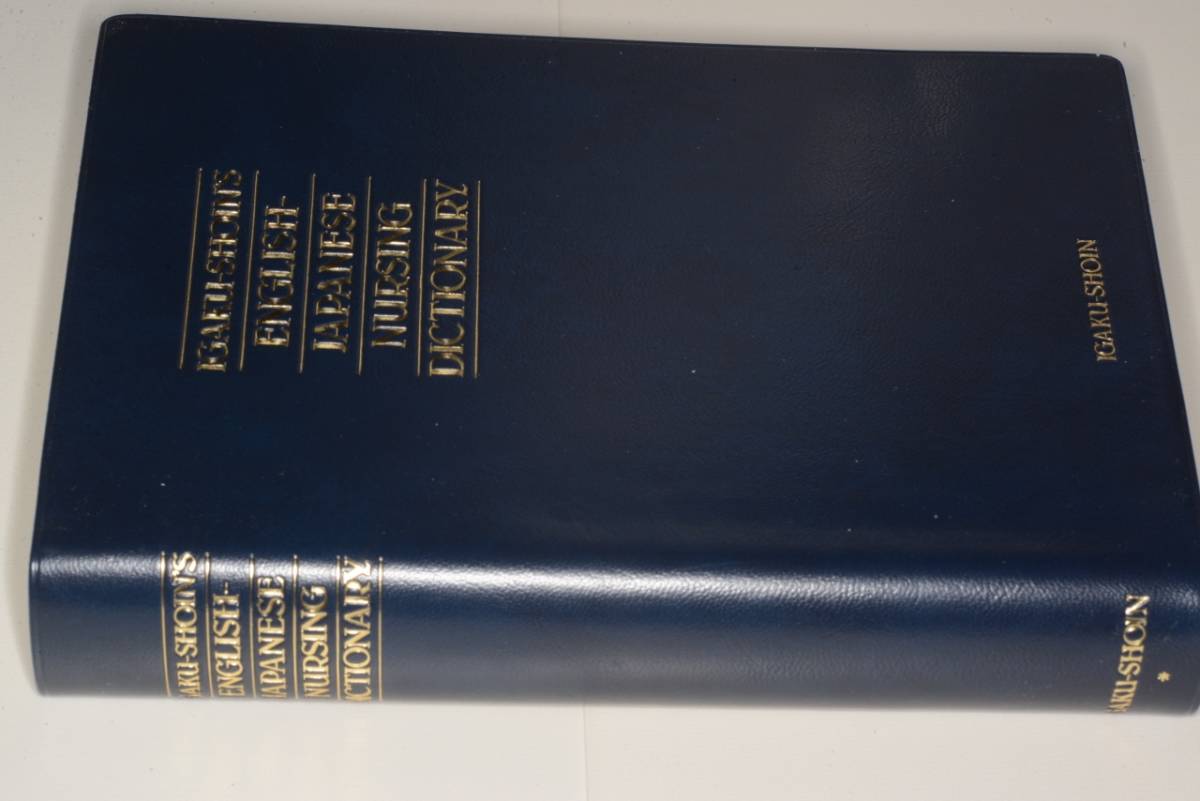 IGAKU-SHOIN'S
ENGLISH-
JAPANESE
NURSING
DICTIONARY
IGAKU-SHOIN
IGAKU-SHOIN'S
ENGLISH-
JAPANESE
NURSING
DICTIONARY
IGAKU-SHOIN
*